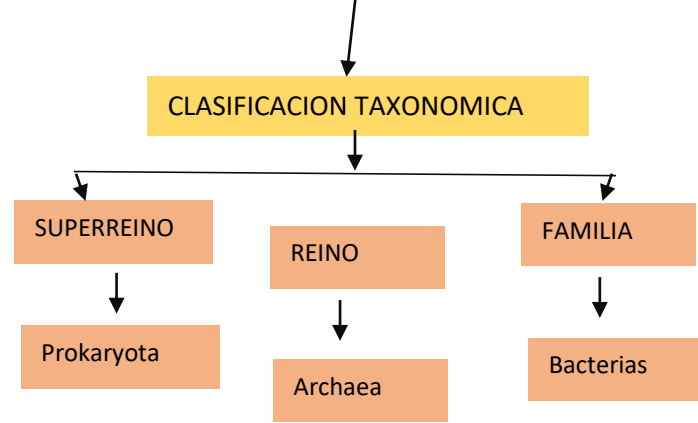 CLASIFICACION TAXONOMICA
SUPERREINO
REINO
FAMILIA
Prokaryota
Archaea
Bacterias